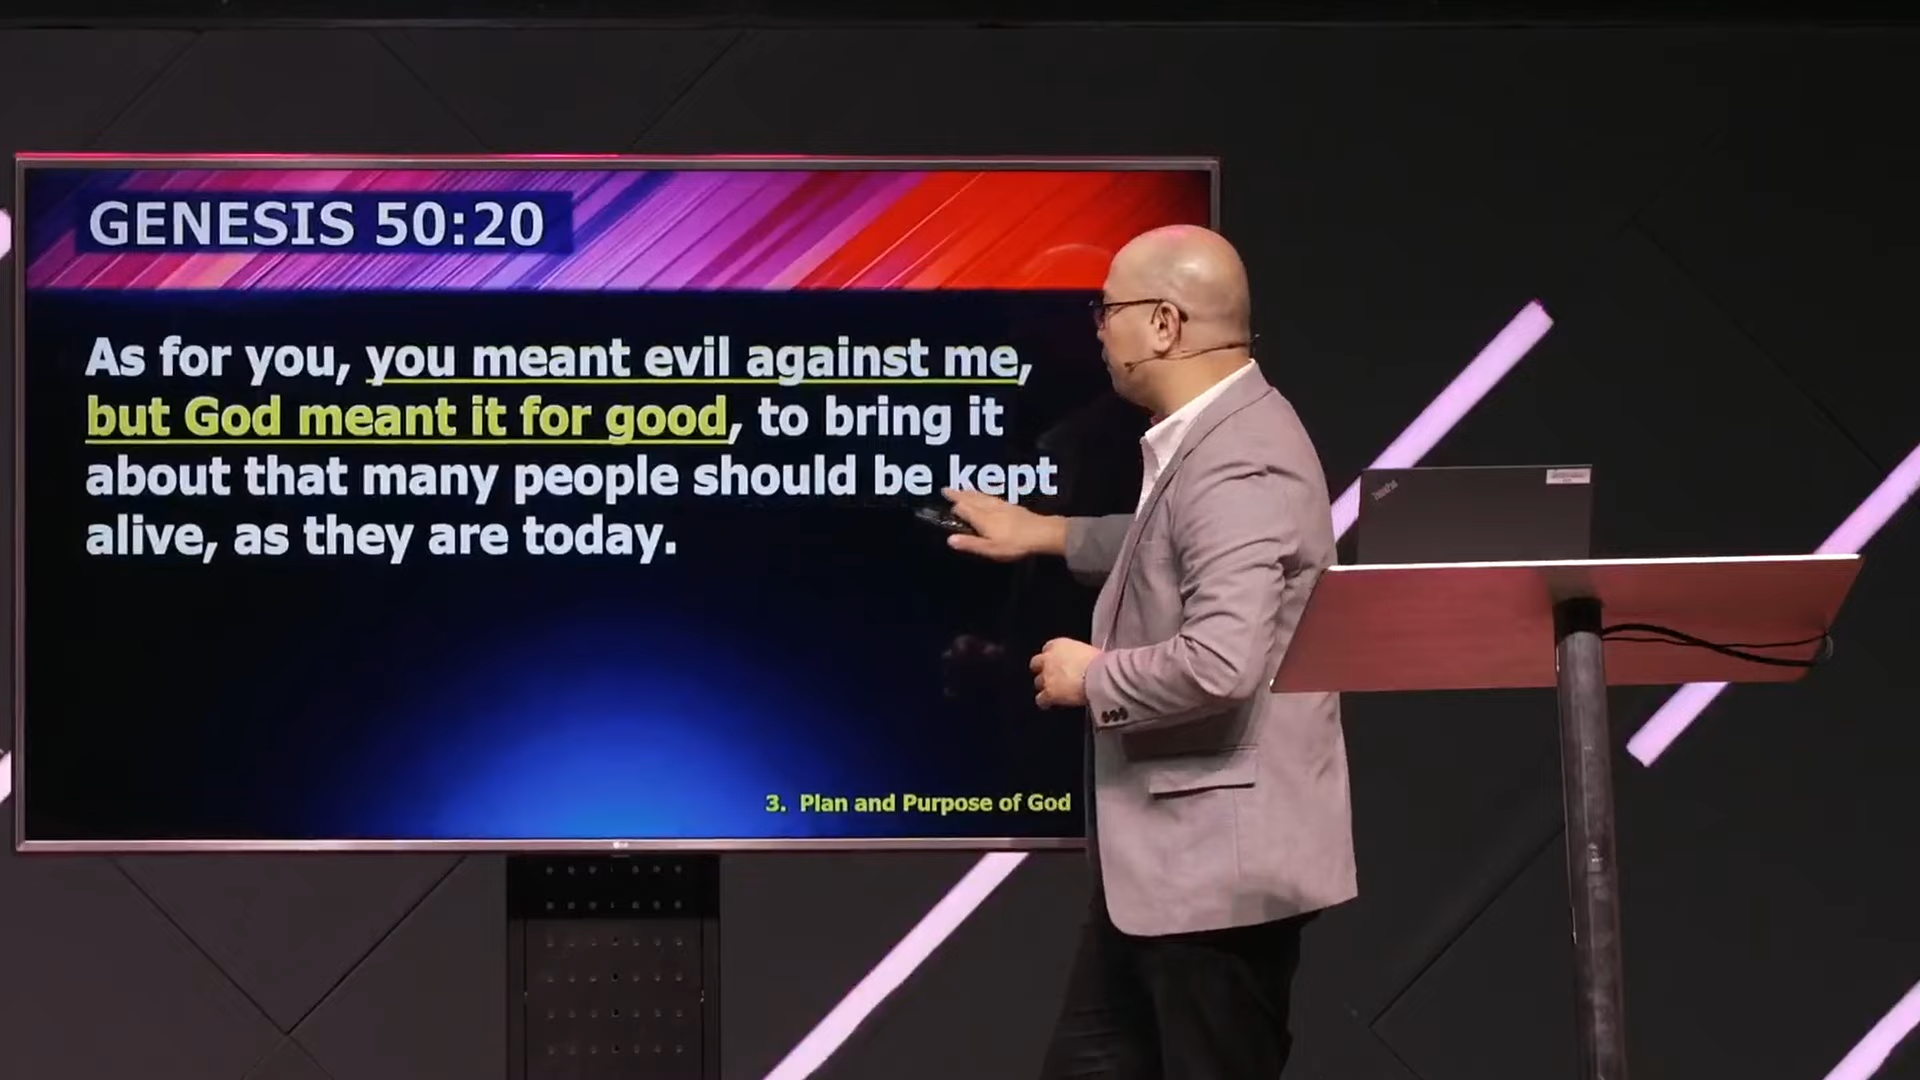 GENESIS 50:20
As for you, you meant evil against me,
but God meant it for good, to bring it
about that many people should be kept
alive, as they are today.
3. Plan and Purpose of God
ThinkPad
LG